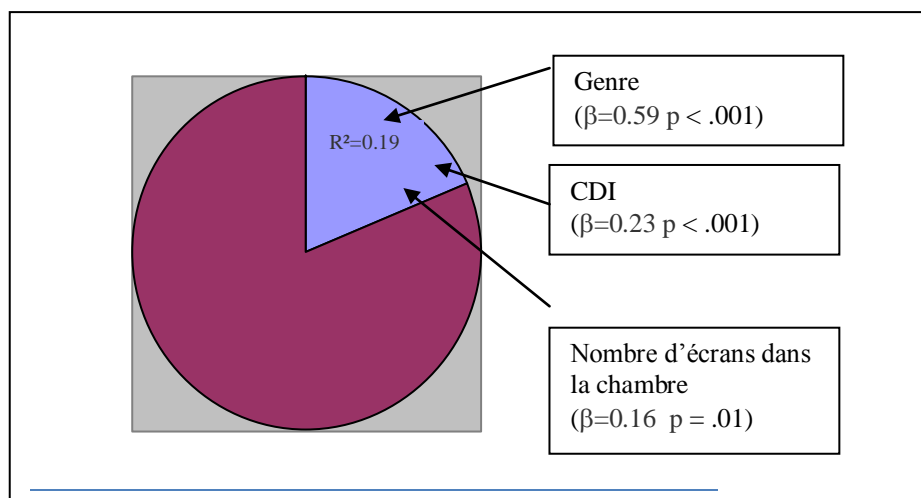 Genre
(β=0.59 p < .001)
R²=0.19
CDI
(β=0.23 p < .001)
Nombre d'écrans dans
la chambre
(β=0.16 p = .01)